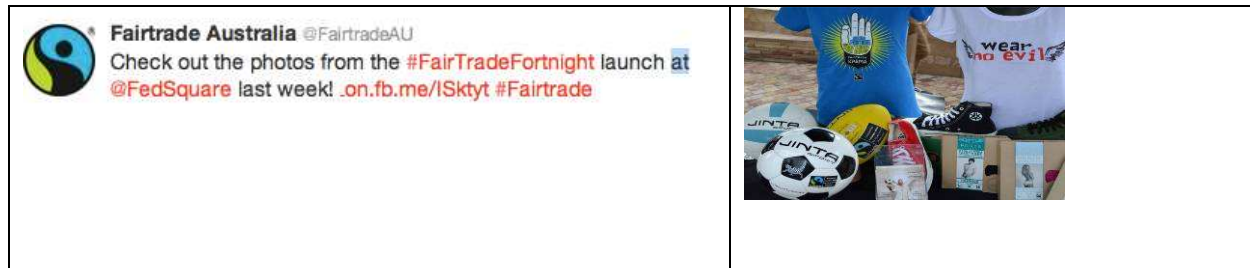 Fairtrade Australia @FairtradeAU
Check out the photos from the #FairTradeFortnight launch at
@FedSquare last week! .on.fb.me/ISktyt #Fairtrade
wear
no evil
JINTA
JINTA